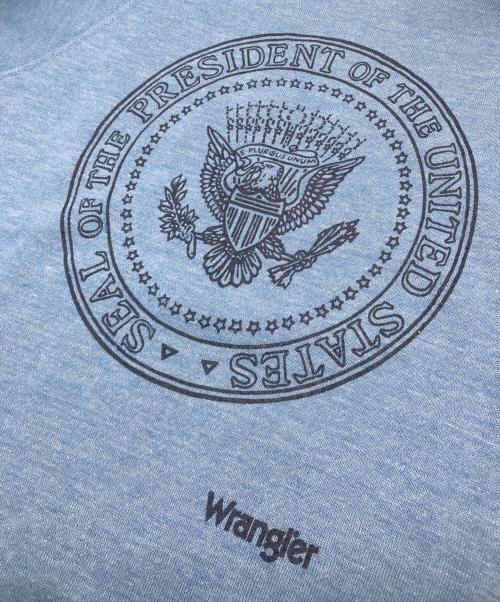 SEAL OF THE PRESIDENT OF THE UNITED STATES
E PLURIBUS UNUM
Wrangler